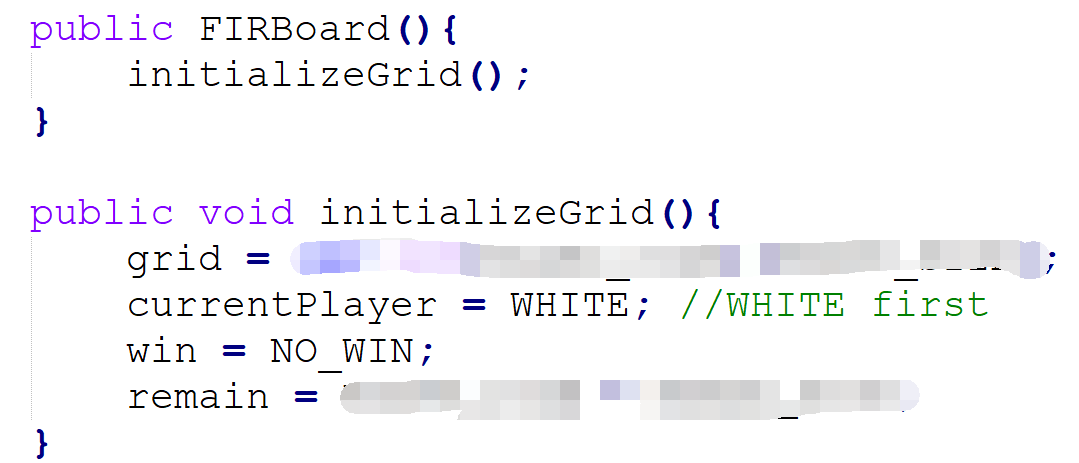 public FIRBoard(){
    initializeGrid();
}
public void initializeGrid(){
    grid = ;
    currentPlayer = WHITE; //WHITE first
    win = NO_WIN;
    remain =
}